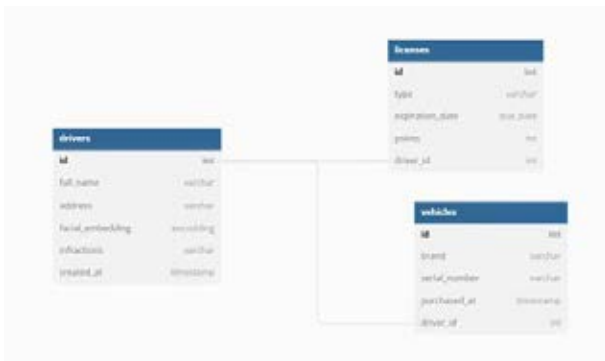 licenses
id int
type varchar
expiration_date
points int
driver_id int
drivers
id int
full_name varchar
address varchar
facial_embedding
infractions varchar
created_at timestamp
vehicles
id int
brand varchar
serial_number varchar
purchased_at timestamp
driver_id int